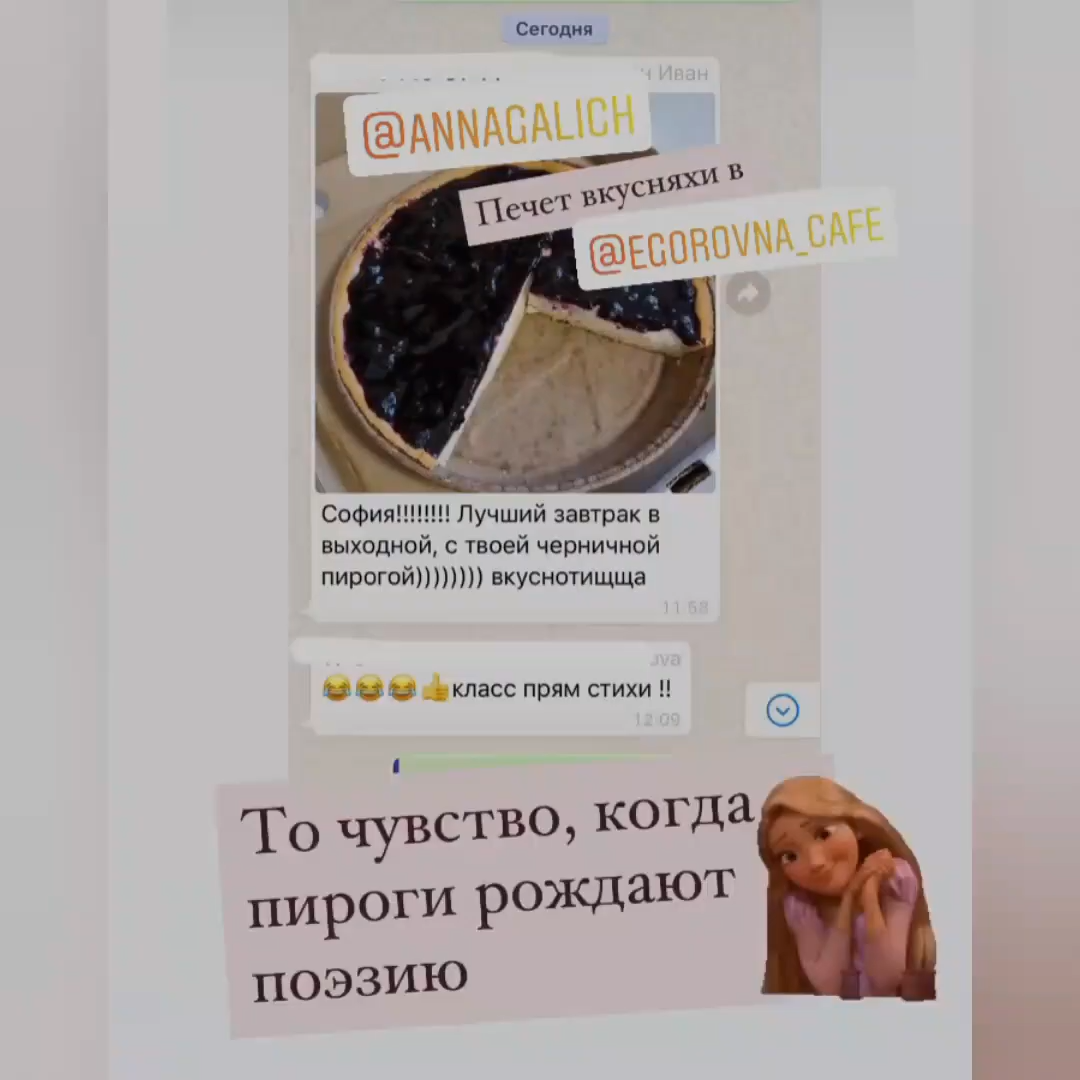 Сегодня
Иван
@ANNAGALICH
Печет вкусняхи в
@EGOROVNA_CAFE
София!!!!!!!! Лучший завтрак в
выходной, с твоей черничной
пирогой)))))))) вкуснотищща
11:58
😂😂😂👍класс прям стихи !!
12:09
То чувство, когда
пироги рождают
поэзию